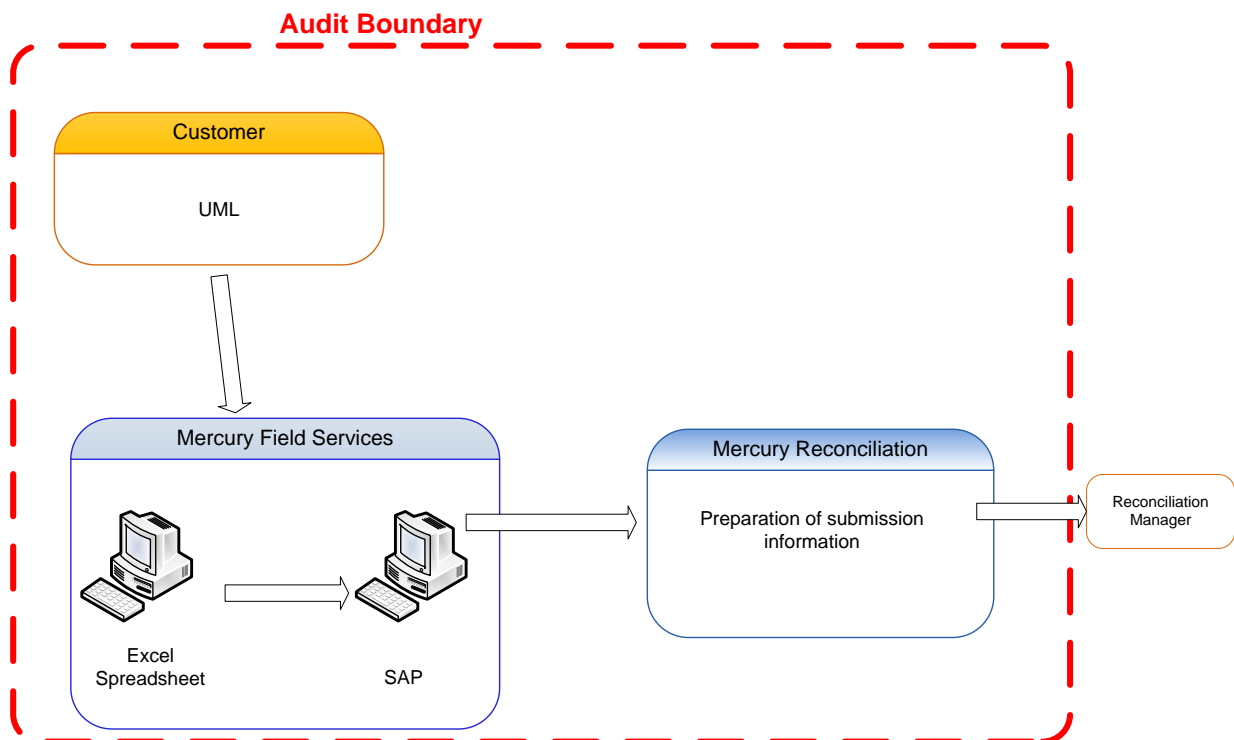 Audit Boundary
Customer
UML
Mercury Field Services
Excel
Spreadsheet
SAP
Mercury Reconciliation
Preparation of submission
information
Reconciliation
Manager